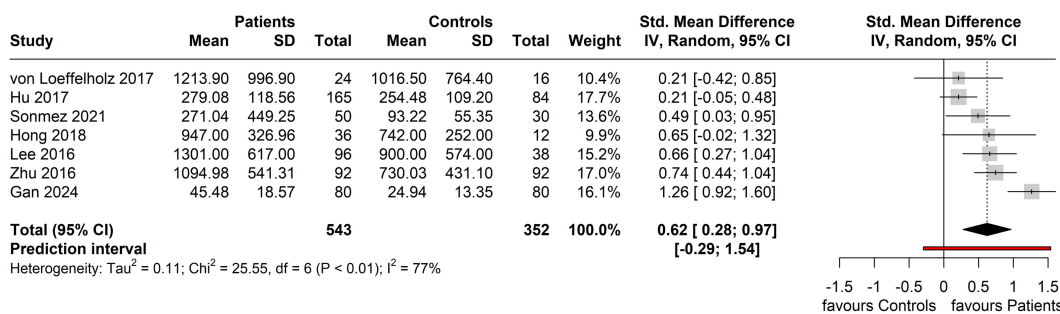 Patients Controls Std. Mean Difference Std. Mean Difference
Study Mean SD Total Mean SD Total Weight IV, Random, 95% CI IV, Random, 95% CI
von Loeffelholz 2017 1213.90 996.90 24 1016.50 764.40 16 10.4% 0.21 [-0.42; 0.85]
Hu 2017 279.08 118.56 165 254.48 109.20 84 17.7% 0.21 [-0.05; 0.48]
Sonmez 2021 271.04 449.25 50 93.22 55.35 30 13.6% 0.49 [ 0.03; 0.95]
Hong 2018 947.00 326.96 36 742.00 252.00 12 9.9% 0.65 [-0.02; 1.32]
Lee 2016 1301.00 617.00 96 900.00 574.00 38 15.2% 0.66 [ 0.27; 1.04]
Zhu 2016 1094.98 541.31 92 730.03 431.10 92 17.0% 0.74 [ 0.44; 1.04]
Gan 2024 45.48 18.57 80 24.94 13.35 80 16.1% 1.26 [ 0.92; 1.60]
Total (95% CI) 543 352 100.0% 0.62 [ 0.28; 0.97]
Prediction interval [-0.29; 1.54]
Heterogeneity: Tau² = 0.11; Chi² = 25.55, df = 6 (P < 0.01); I² = 77%
-1.5 -1 -0.5 0 0.5 1 1.5
favours Controls favours Patients